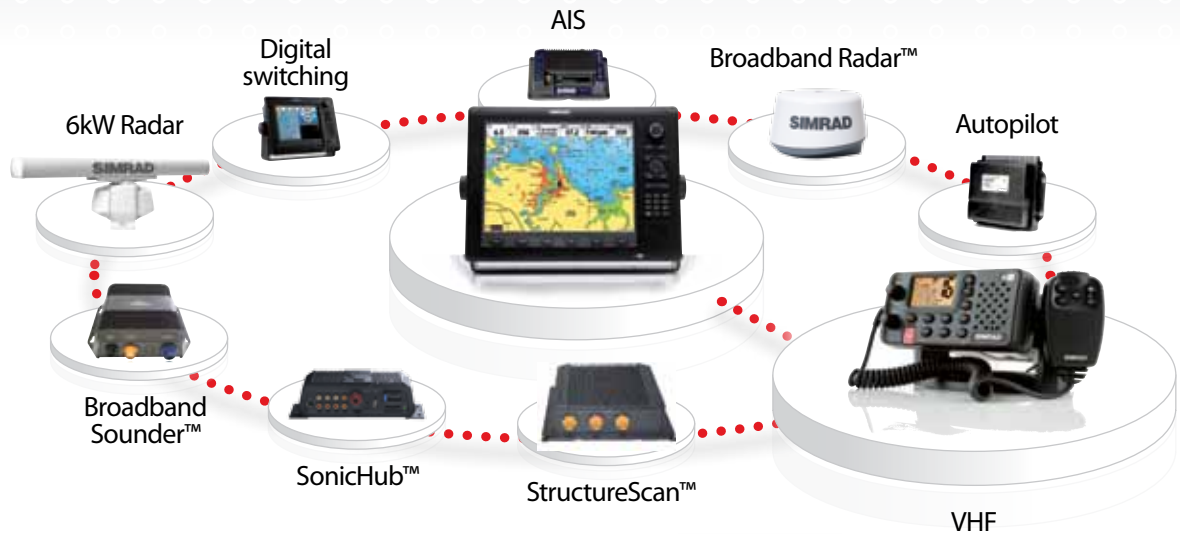 AIS
Digital
switching
Broadband Radar™
6kW Radar
Autopilot
SIMRAD
SIMRAD
Broadband
Sounder™
SonicHub™
StructureScan™
VHF